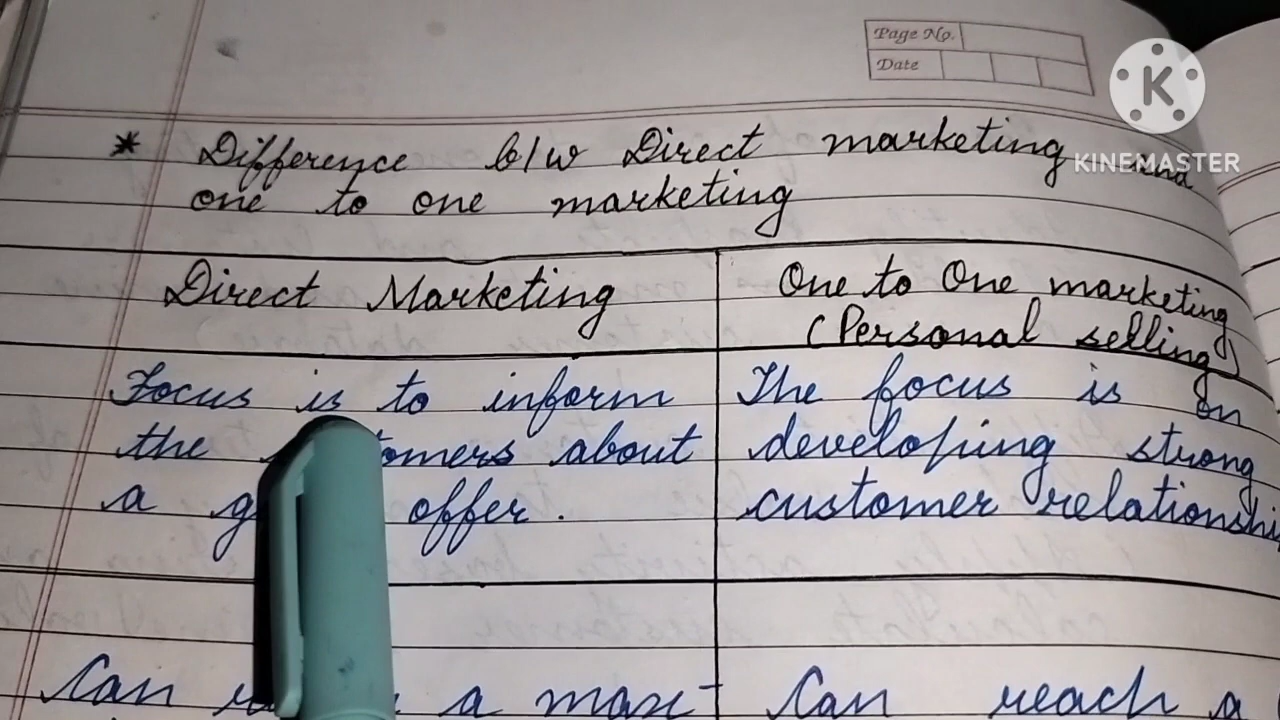 Page No.
Date
KINEMASTER
* Difference b/w Direct marketing and
one to one marketing
Direct Marketing
One to One marketing
(Personal selling)
Focus is to inform
the about
a offer.
The focus is on
developing strong
customer
Can a
Can reach a